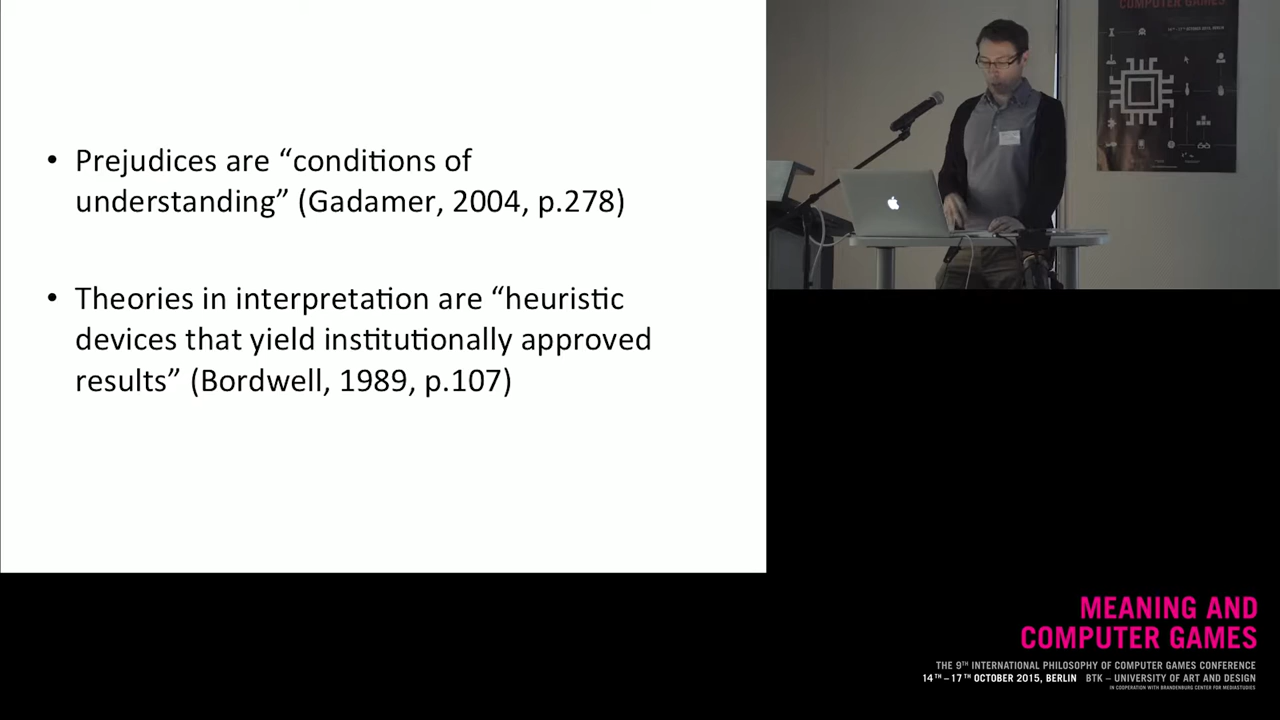 • Prejudices are “conditions of
understanding” (Gadamer, 2004, p.278)
• Theories in interpretation are “heuristic
devices that yield institutionally approved
results” (Bordwell, 1989, p.107)
COMPUTER GAMES
MEANING AND
COMPUTER GAMES
THE 9TH INTERNATIONAL PHILOSOPHY OF COMPUTER GAMES CONFERENCE
14TH – 17TH OCTOBER 2015, BERLIN BTK – UNIVERSITY OF ART AND DESIGN
IN COOPERATION WITH BRANDENBURG CENTER FOR MEDIASTUDIES